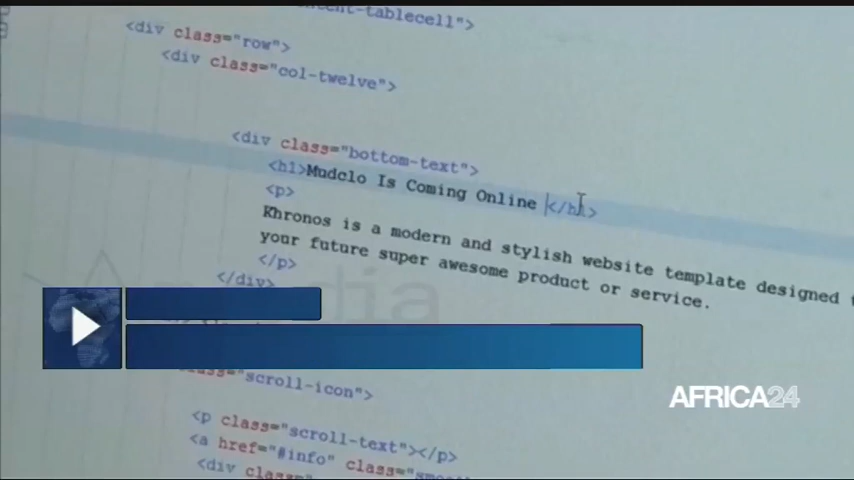 <div class="row">
<div class="col-twelve">
<div class="bottom-text">
<h1>Mudclo Is Coming Online </h1>
<p>
Khronos is a modern and stylish website template designed
your future super awesome product or service.
</p>
</div>
"scroll-icon">
<p class="scroll-text"></p>
<a href="#info" class=
<div class=
AFRICA24